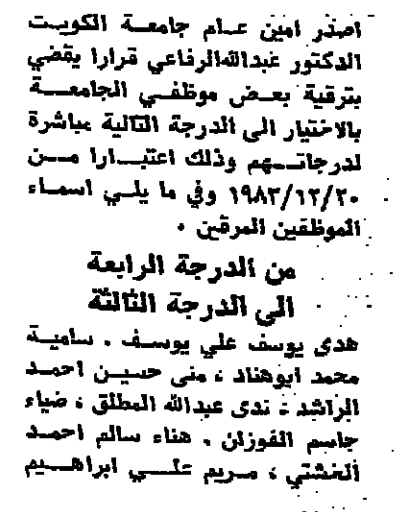 اصدر امين عام جامعة الكويت
الدكتور عبدالله الرفاعي قرارا يقضي
بترقية بعض موظفي الجامعة
بالاختيار الى الدرجة التالية مباشرة
لدرجاتهم وذلك اعتبارا من
١٩٨٣/١٢/٢٠ وفي ما يلي اسماء
الموظفين المرقين .
من الدرجة الرابعة
الى الدرجة الثالثة
هدى يوسف علي يوسف . سامية
محمد ابوهناد ، منى حسين احمد
الراشد ، ندى عبدالله المطلق ، ضياء
جاسم الفوزان . هناء سالم احمد
الغشتي ، مريم علي ابراهيم